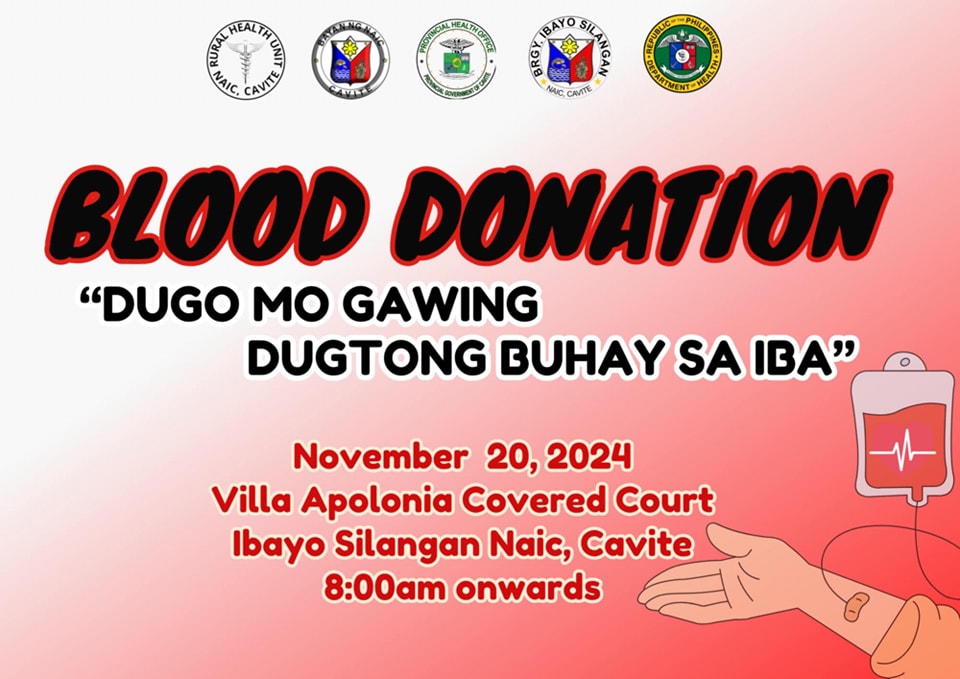 RURAL HEALTH UNIT
NAIC, CAVITE
BAYAN NG NAIC
CAVITE
PROVINCIAL HEALTH OFFICE
PROVINCIAL GOVERNMENT OF CAVITE
BRGY. IBAYO SILANGAN
NAIC, CAVITE
REPUBLIC OF THE PHILIPPINES
DEPARTMENT OF HEALTH
BLOOD DONATION
“DUGO MO GAWING
DUGTONG BUHAY SA IBA”
November 20, 2024
Villa Apolonia Covered Court
Ibayo Silangan Naic, Cavite
8:00am onwards